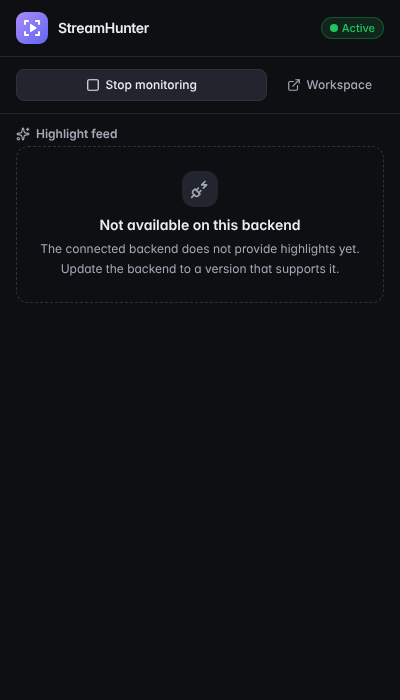 StreamHunter
Active
Stop monitoring
Workspace
Highlight feed
Not available on this backend
The connected backend does not provide highlights yet.
Update the backend to a version that supports it.